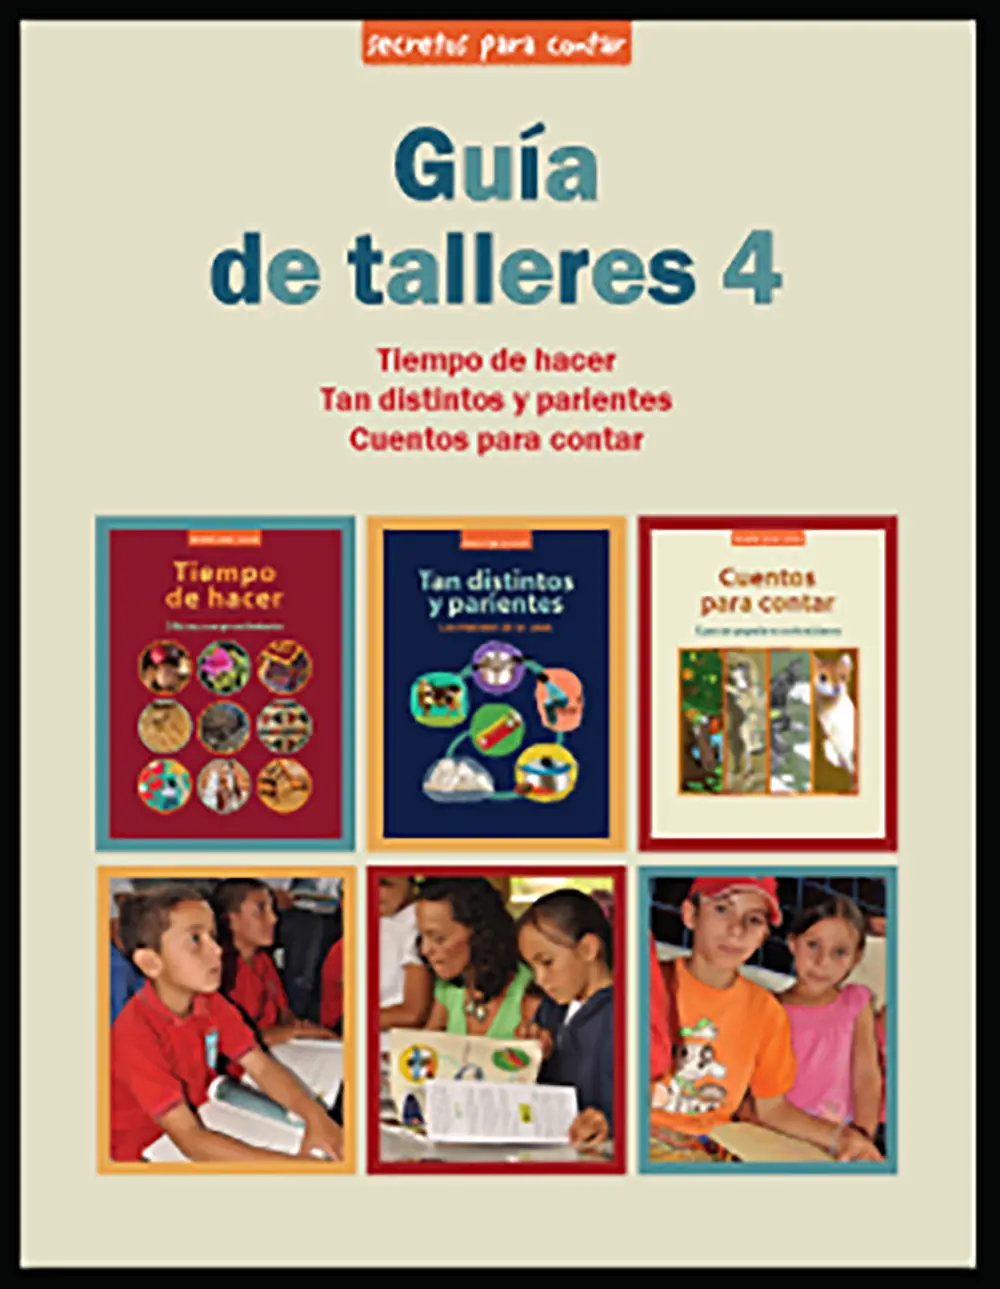 secretos para contar
Guía
de talleres 4
Tiempo de hacer
Tan distintos y parientes
Cuentos para contar
Tiempo
de hacer
Tan distintos
y parientes
Cuentos
para contar